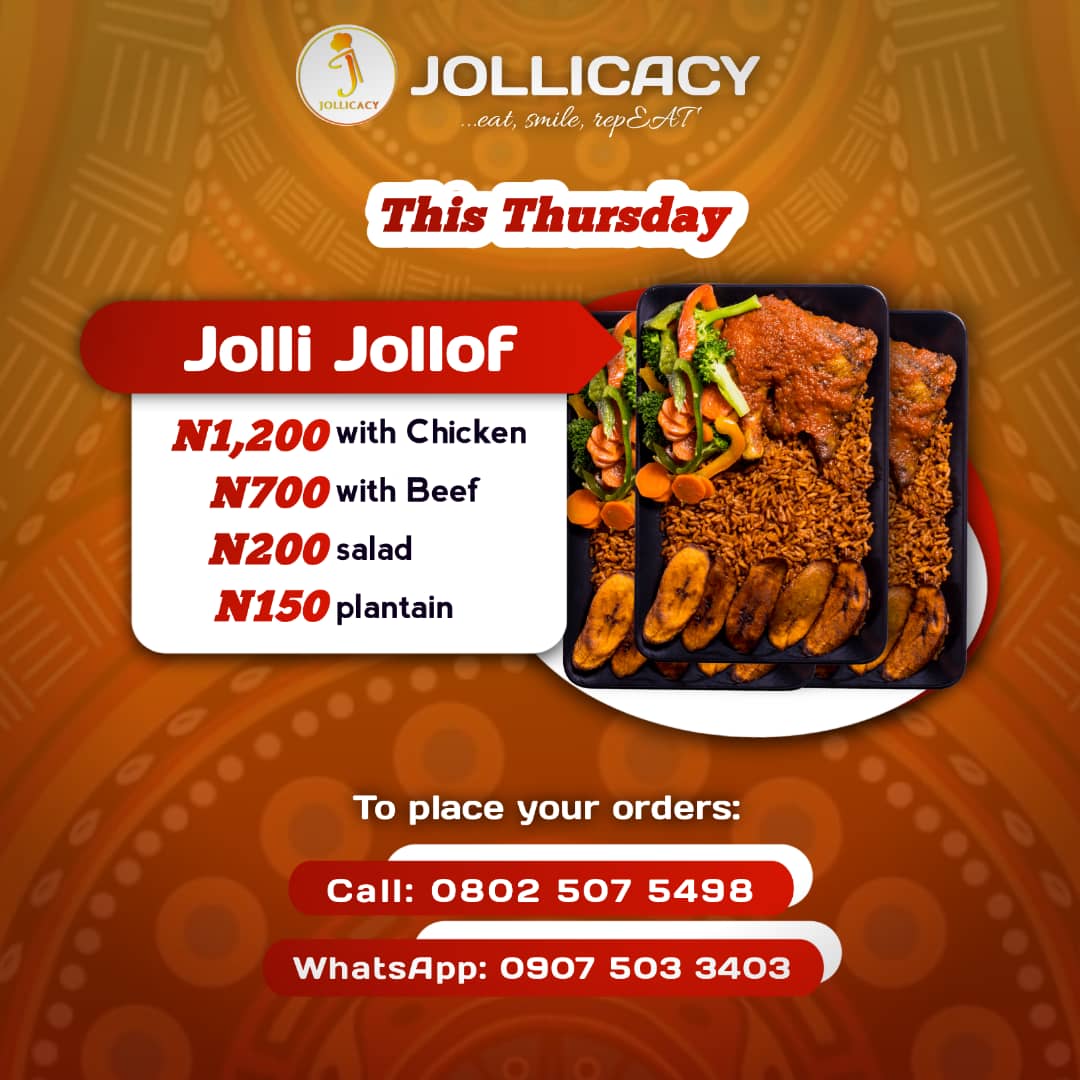 JOLLICACY
JOLLICACY
...eat, smile, repEAT
This Thursday
Jolli Jollof
N1,200 with Chicken
N700 with Beef
N200 salad
N150 plantain
To place your orders:
Call: 0802 507 5498
WhatsApp: 0907 503 3403